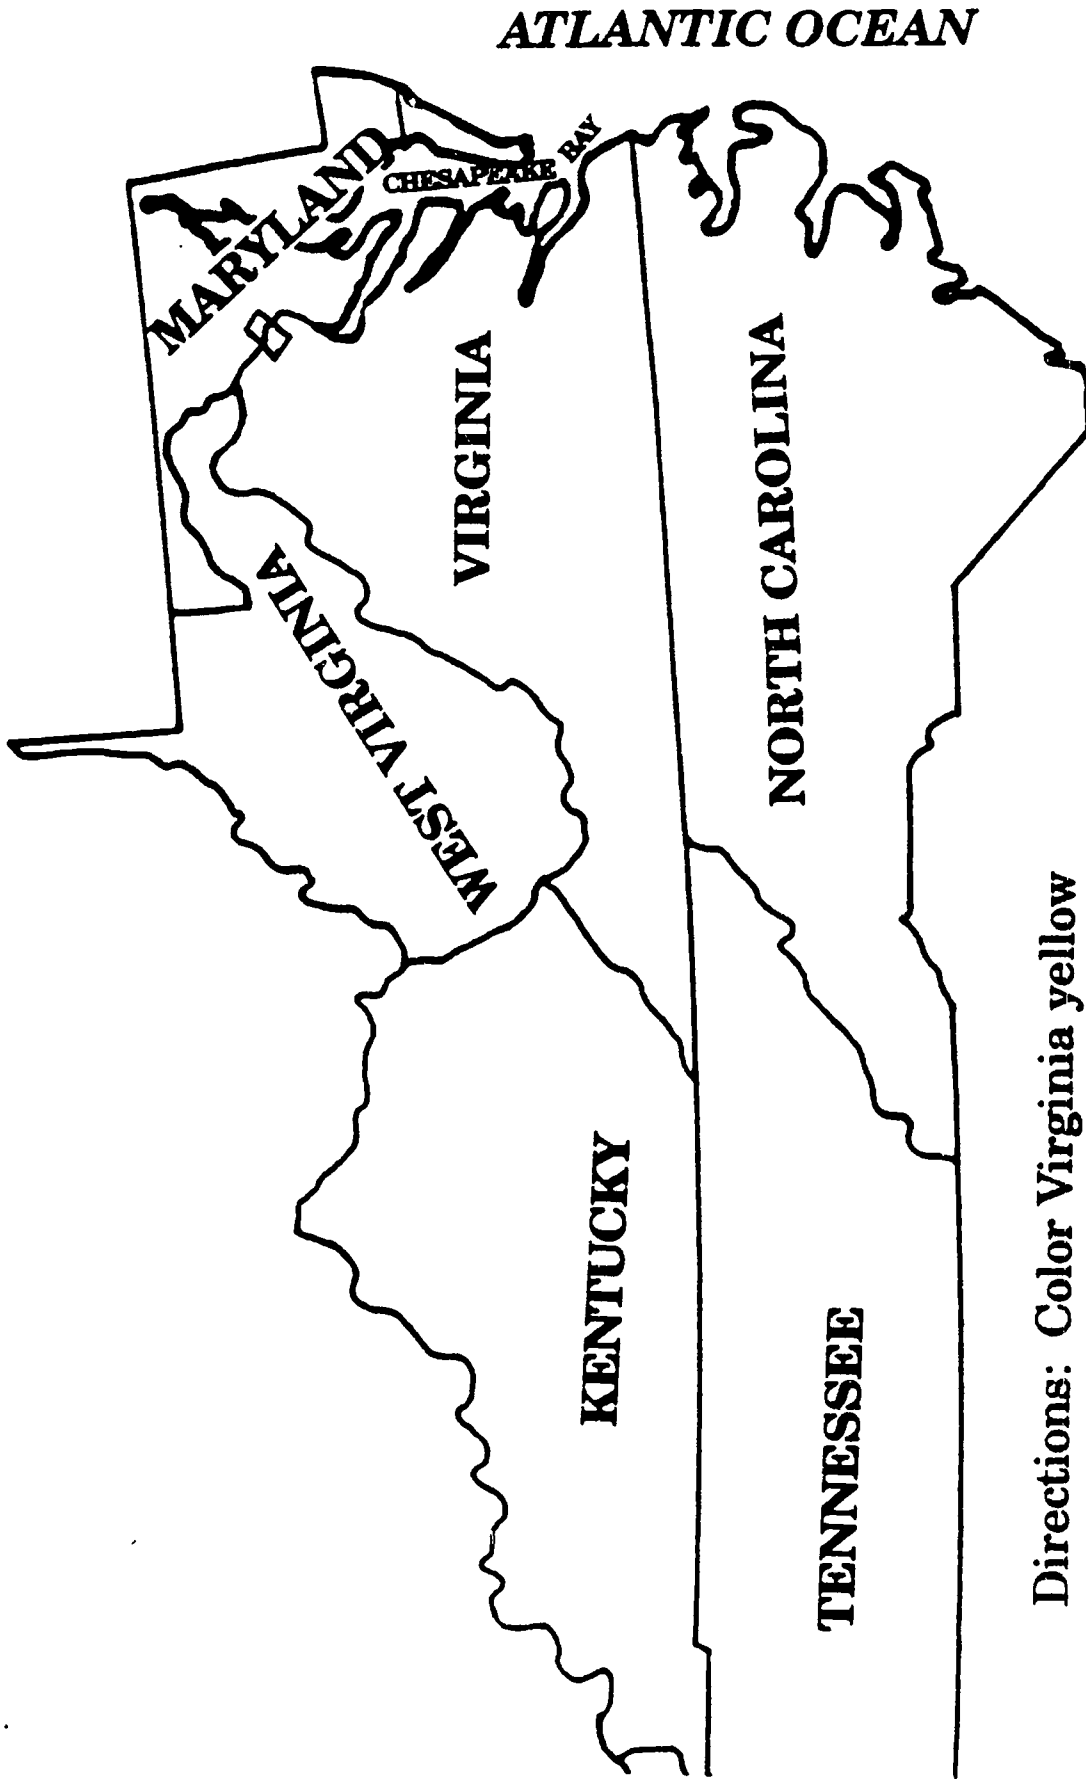 ATLANTIC OCEAN
MARYLAND
CHESAPEAKE BAY
WEST VIRGINIA
VIRGINIA
KENTUCKY
NORTH CAROLINA
TENNESSEE
Directions: Color Virginia yellow